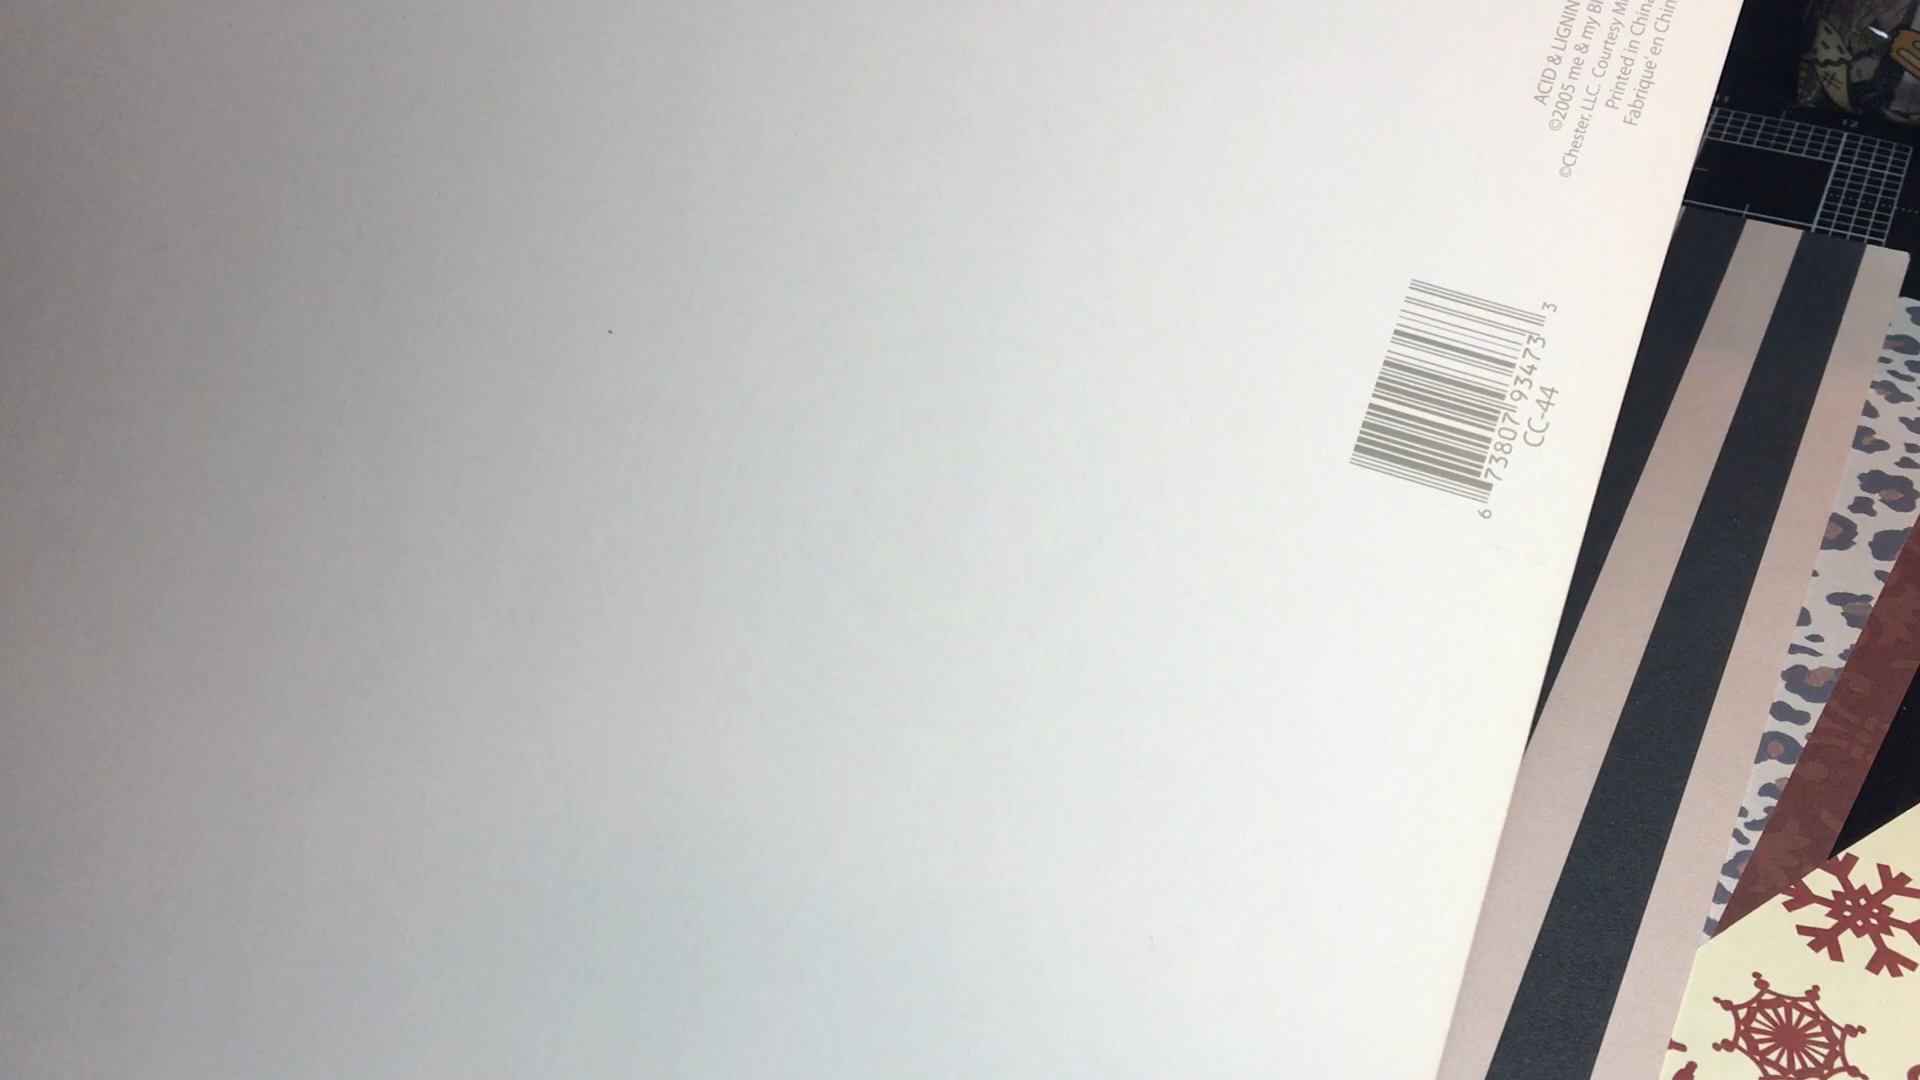 ACID & LIGNIN
©2005 me & my
©Chester, LLC. Courtesy
Printed in China
Fabrique' en Chin
6 73807 93473 3
CC-44